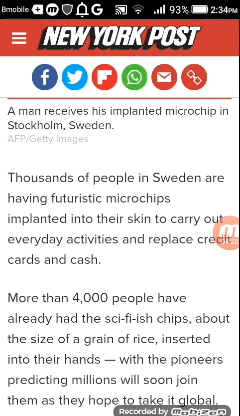 Bmobile G 4G 93% 2:34PM
NEW YORK POST
A man receives his implanted microchip in
Stockholm, Sweden.
AFP/Getty Images
Thousands of people in Sweden are
having futuristic microchips
implanted into their skin to carry out
everyday activities and replace credit
cards and cash.
More than 4,000 people have
already had the sci-fi-ish chips, about
the size of a grain of rice, inserted
into their hands — with the pioneers
predicting millions will soon join
them as they hope to take it global.
Recorded by Mobizen